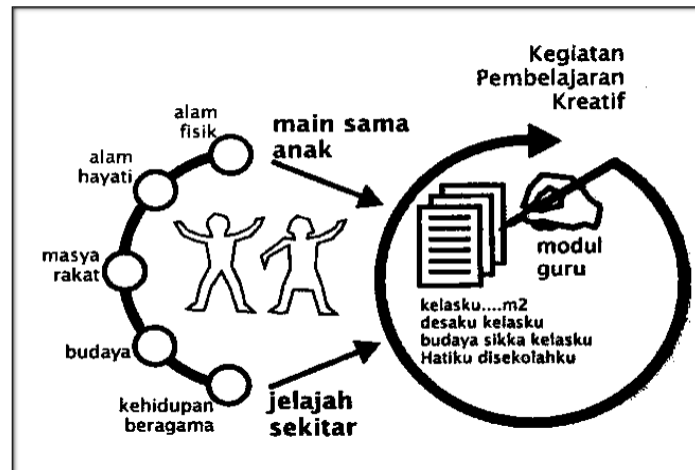 alam
fisik
alam
hayati
masya
rakat
budaya
kehidupan
beragama
main sama
anak
jelajah
sekitar
Kegiatan
Pembelajaran
Kreatif
modul
guru
kelasku....m2
desaku kelasku
budaya sikka kelasku
Hatiku disekolahku